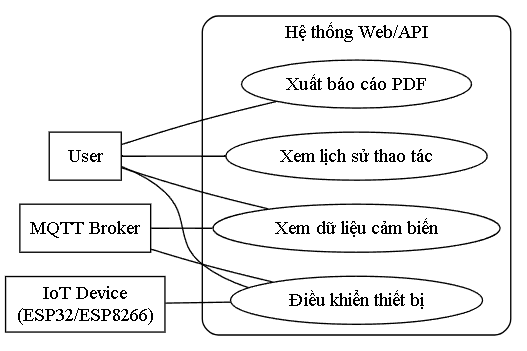 Hệ thống Web/API
Xuất báo cáo PDF
User
Xem lịch sử thao tác
MQTT Broker
Xem dữ liệu cảm biến
IoT Device
(ESP32/ESP8266)
Điều khiển thiết bị